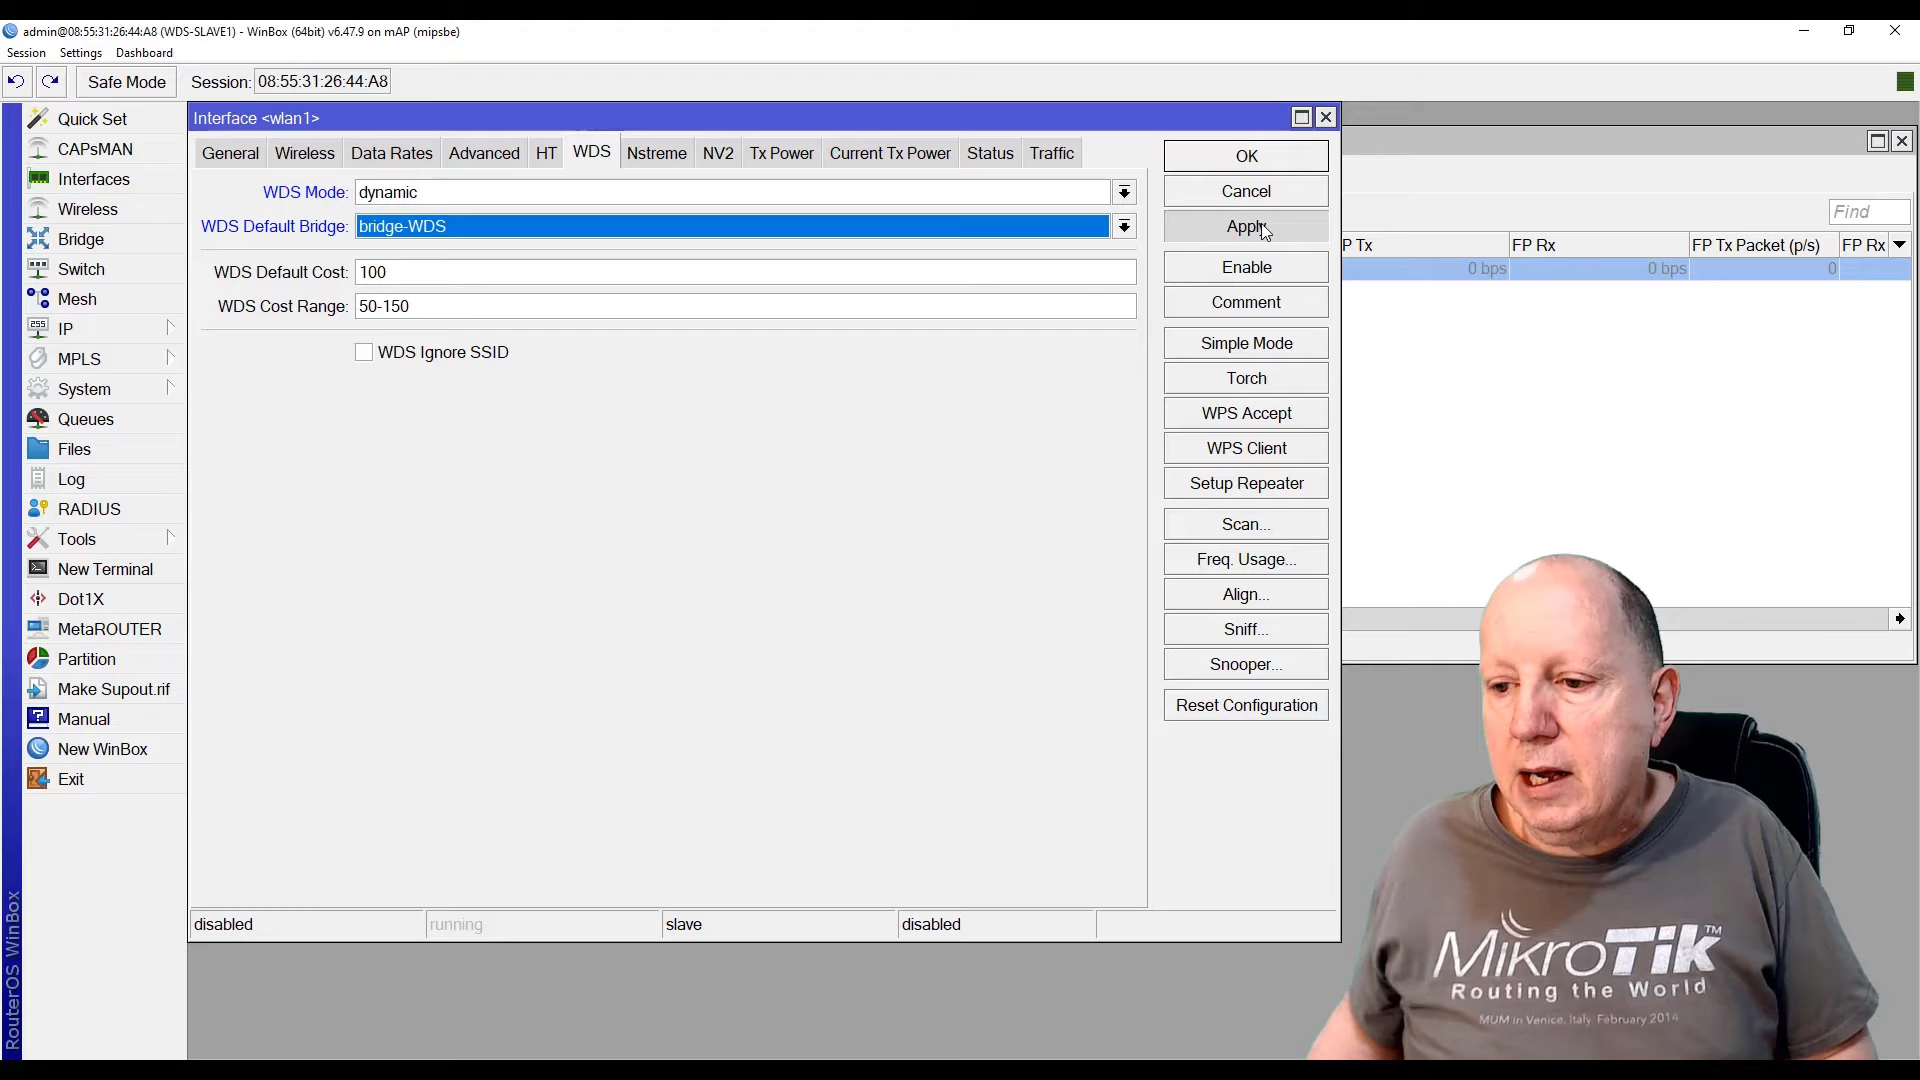 admin@08:55:31:26:44:A8 (WDS-SLAVE1) - WinBox (64bit) v6.47.9 on mAP (mipsbe)
Session Settings Dashboard
Safe Mode Session: 08:55:31:26:44:A8
Quick Set
CAPsMAN
Interfaces
Wireless
Bridge
Switch
Mesh
255 IP
MPLS
System
Queues
Files
Log
RADIUS
Tools
New Terminal
Dot1X
MetaROUTER
Partition
Make Supout.rif
Manual
New WinBox
Exit
RouterOS WinBox
Interface <wlan1>
General Wireless Data Rates Advanced HT WDS Nstreme NV2 Tx Power Current Tx Power Status Traffic
WDS Mode: dynamic
WDS Default Bridge: bridge-WDS
WDS Default Cost: 100
WDS Cost Range: 50-150
WDS Ignore SSID
OK
Cancel
Apply
Enable
Comment
Simple Mode
Torch
WPS Accept
WPS Client
Setup Repeater
Scan...
Freq. Usage...
Align...
Sniff...
Snooper...
Reset Configuration
disabled running slave disabled
Find
P Tx FP Rx FP Tx Packet (p/s) FP Rx
0 bps 0 bps 0
MikroTik TM
Routing the World
MUM in Venice, Italy February 2014